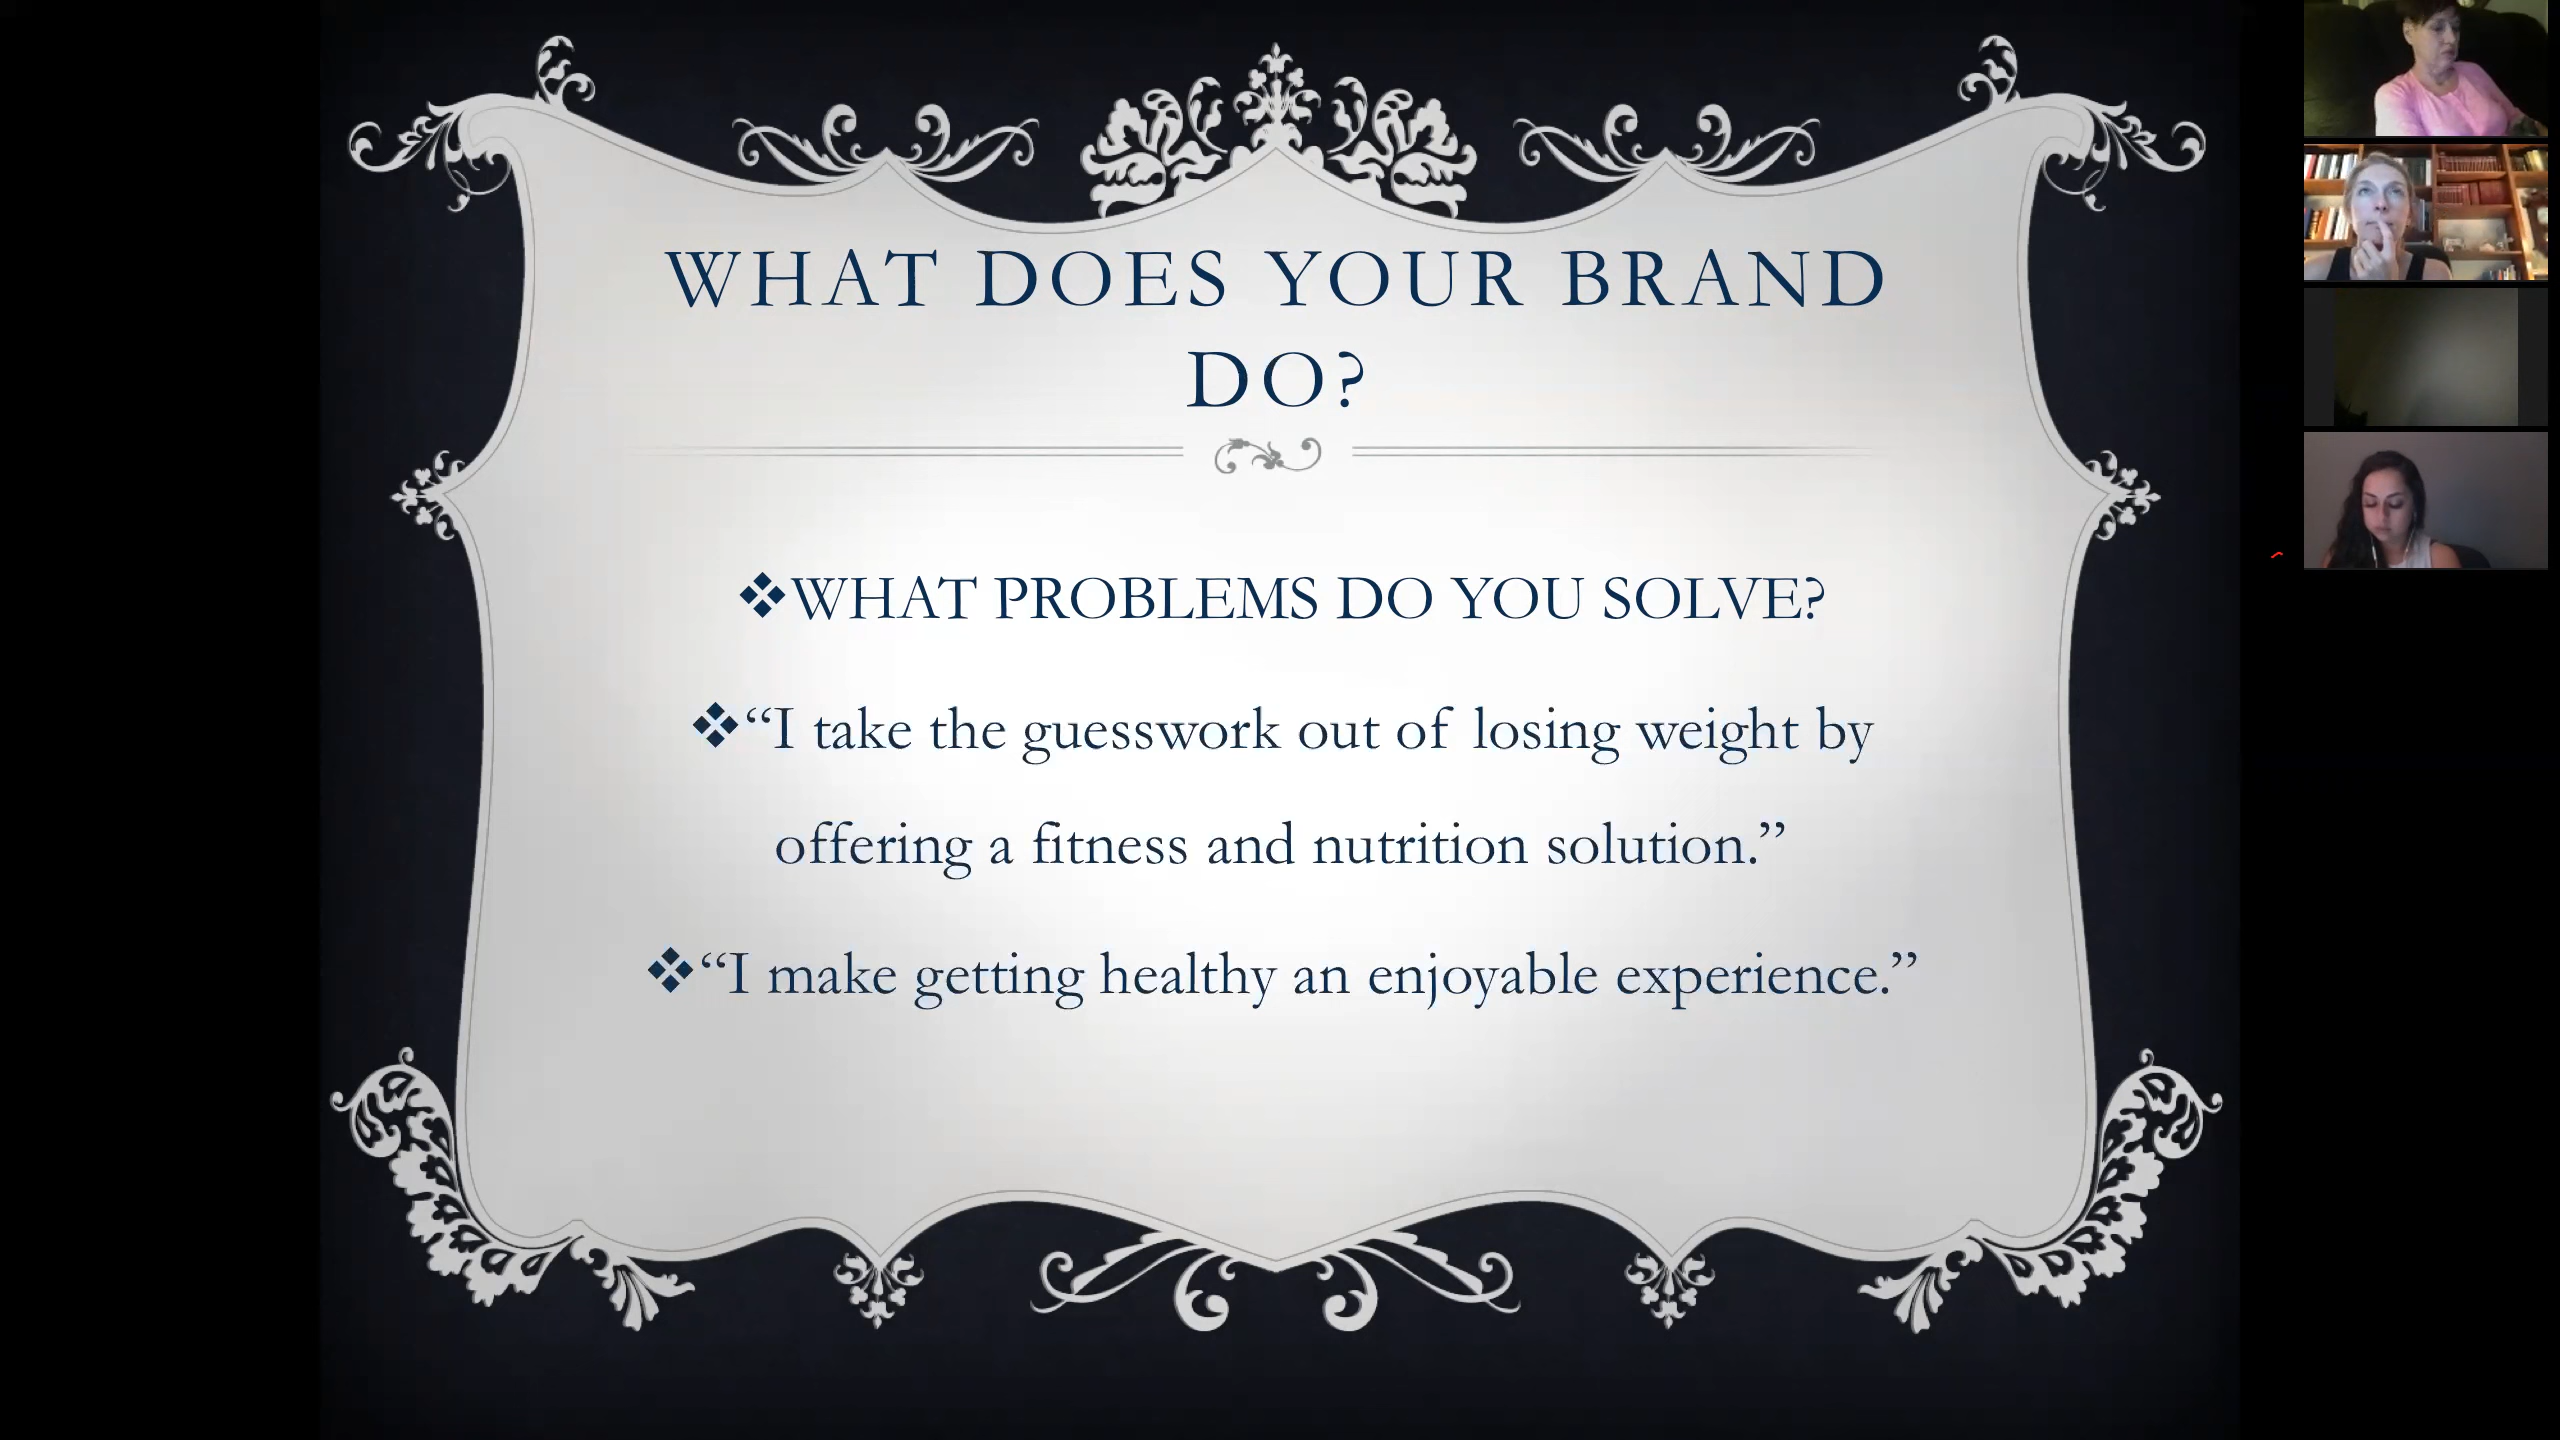 WHAT DOES YOUR BRAND
DO?
❖WHAT PROBLEMS DO YOU SOLVE?
❖“I take the guesswork out of losing weight by
offering a fitness and nutrition solution.”
❖“I make getting healthy an enjoyable experience.”